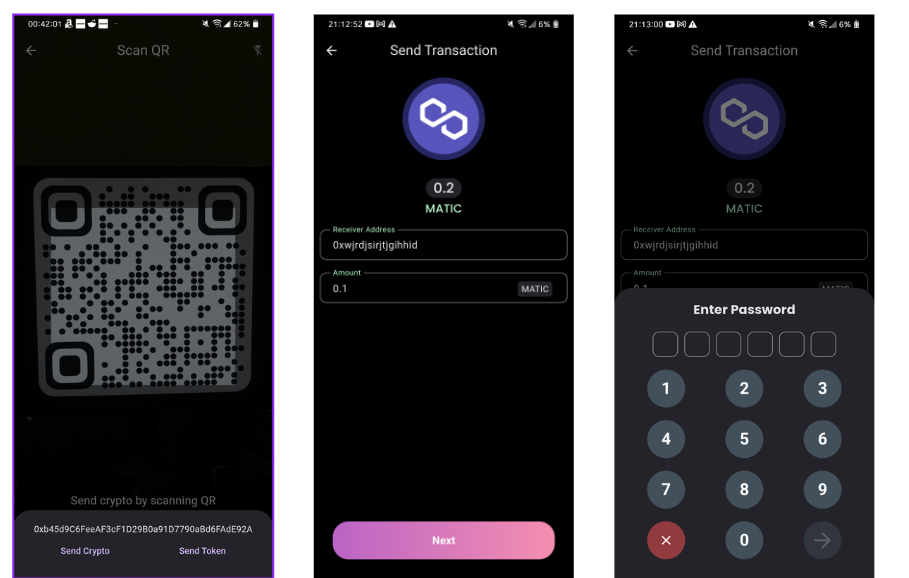 00:42:01
62%
Scan QR
Send crypto by scanning QR
0xb45d9C6FeeAF3cF1D29B0a91D7790aBd6FAdE92A
Send Crypto
Send Token
21:12:52
6%
Send Transaction
0.2
MATIC
Receiver Address
0xwjrdjsirjtjgihhid
Amount
0.1
MATIC
Next
21:13:00
6%
Send Transaction
0.2
MATIC
Receiver Address
0xwjrdjsirjtjgihhid
Amount
0.1
MATIC
Enter Password
1 2 3
4 5 6
7 8 9
0